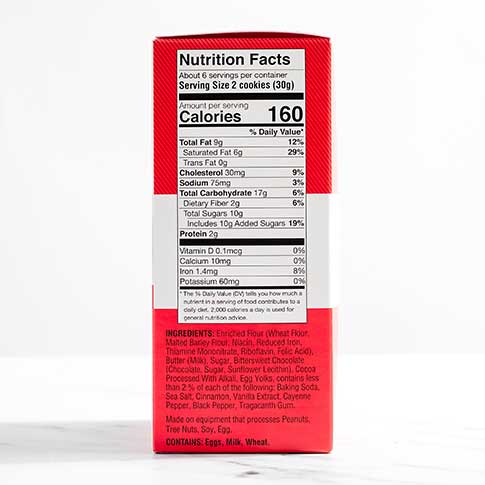 Nutrition Facts
About 6 servings per container
Serving Size 2 cookies (30g)
Amount per serving
Calories 160
% Daily Value*
Total Fat 9g 12%
Saturated Fat 6g 29%
Trans Fat 0g
Cholesterol 30mg 9%
Sodium 75mg 3%
Total Carbohydrate 17g 6%
Dietary Fiber 2g 6%
Total Sugars 10g
Includes 10g Added Sugars 19%
Protein 2g
Vitamin D 0.1mcg 0%
Calcium 10mg 0%
Iron 1.4mg 8%
Potassium 60mg 0%
* The % Daily Value (DV) tells you how much a
nutrient in a serving of food contributes to a
daily diet. 2,000 calories a day is used for
general nutrition advice.
INGREDIENTS: Enriched Flour (Wheat Flour,
Malted Barley Flour, Niacin, Reduced Iron,
Thiamine Mononitrate, Riboflavin, Folic Acid),
Butter (Milk), Sugar, Bittersweet Chocolate
(Chocolate, Sugar, Sunflower Lecithin), Cocoa
Processed With Alkali, Egg Yolks, contains less
than 2 % of each of the following: Baking Soda,
Sea Salt, Cinnamon, Vanilla Extract, Cayenne
Pepper, Black Pepper, Tragacanth Gum.
Made on equipment that processes Peanuts,
Tree Nuts, Soy, Egg.
CONTAINS: Eggs, Milk, Wheat.